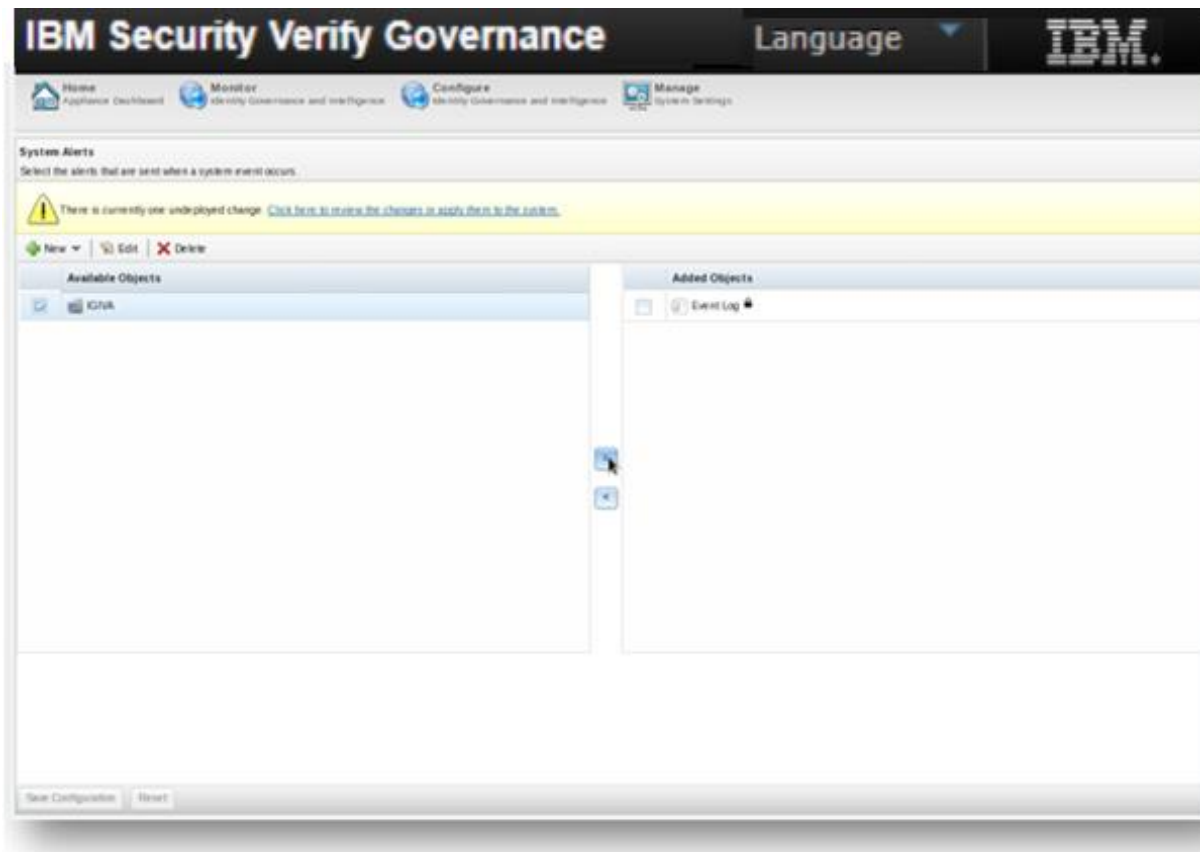 IBM Security Verify Governance
Language
IBM.
Home
Appliance Dashboard
Monitor
Identity Governance and Intelligence
Configure
Identity Governance and Intelligence
Manage
System Settings
System Alerts
Select the alerts that are sent when a system event occurs.
There is currently one undeployed change. Click here to review the changes or apply them to the system.
New
Edit
Delete
Available Objects
Added Objects
IGIVA
Event Log
>
<
Save Configuration
Reset